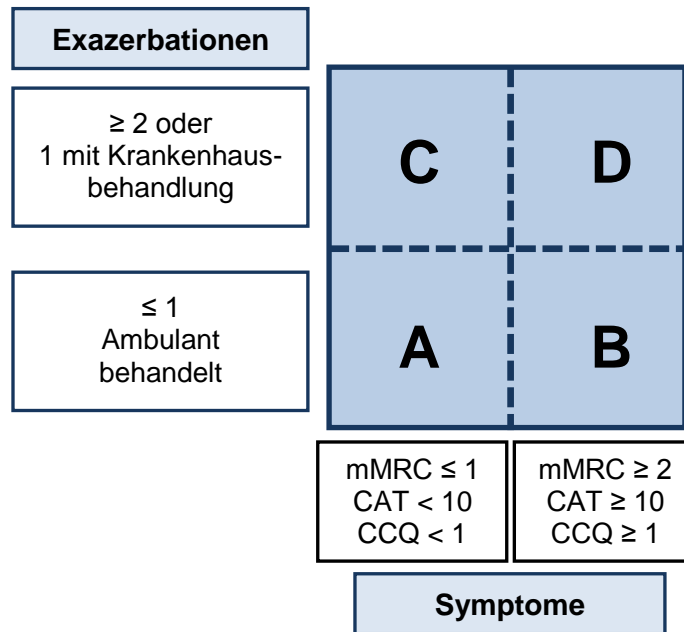 Exazerbationen
≥ 2 oder
1 mit Krankenhaus-
behandlung
C
D
≤ 1
Ambulant
behandelt
A
B
mMRC ≤ 1
CAT < 10
CCQ < 1
mMRC ≥ 2
CAT ≥ 10
CCQ ≥ 1
Symptome